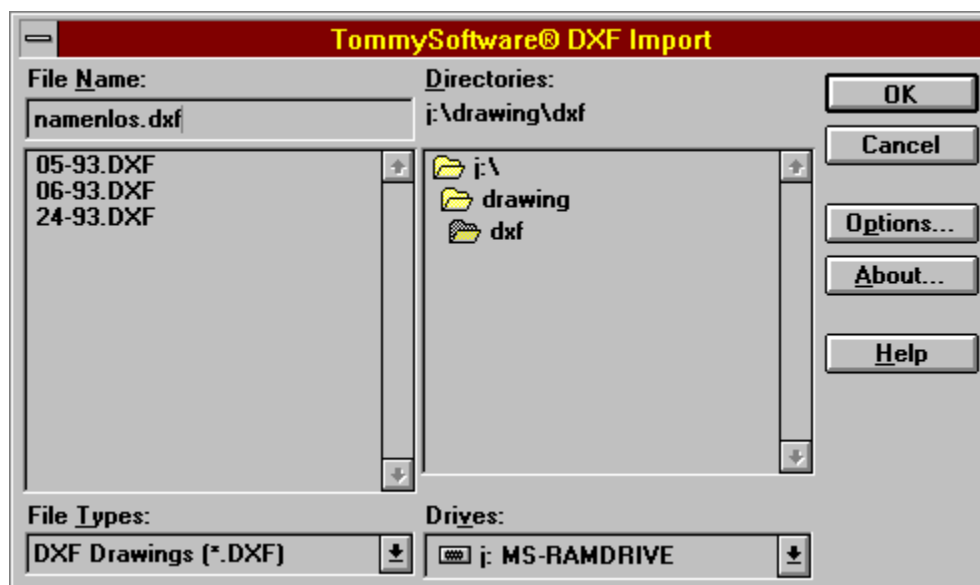 TommySoftware® DXF Import
File Name:
namenlos.dxf
05-93.DXF
06-93.DXF
24-93.DXF
File Types:
DXF Drawings (*.DXF)
Directories:
j:\drawing\dxf
j:\
drawing
dxf
Drives:
j: MS-RAMDRIVE
OK
Cancel
Options...
About...
Help